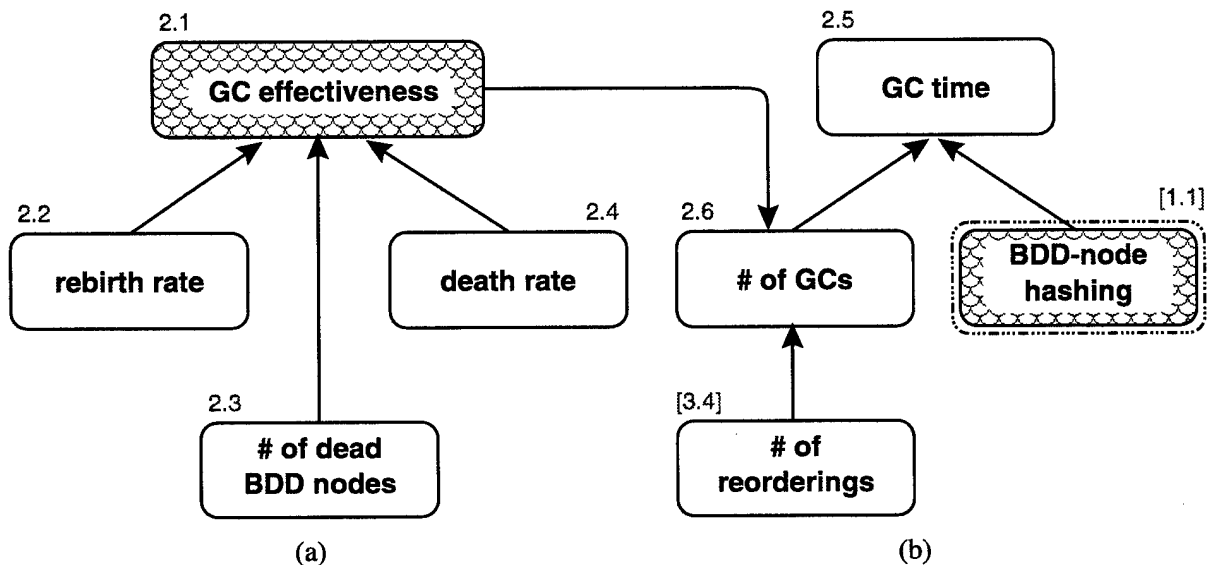 2.1
GC effectiveness
2.5
GC time
2.2
rebirth rate
2.4
death rate
2.6
# of GCs
[1.1]
BDD-node
hashing
2.3
# of dead
BDD nodes
[3.4]
# of
reorderings
(a)
(b)